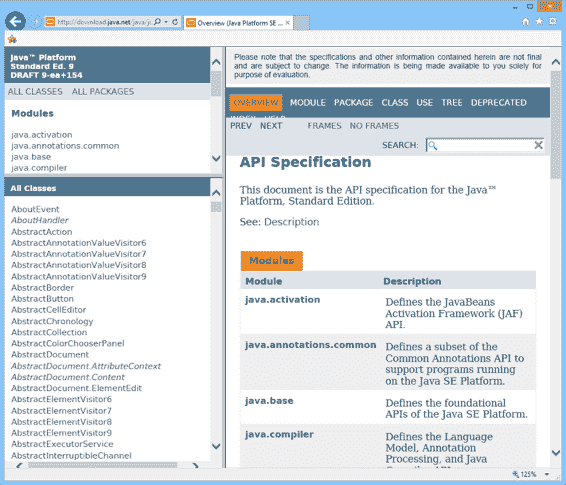 http://download.java.net/java/j
Overview (Java Platform SE ...
Java™ Platform
Standard Ed. 9
DRAFT 9-ea+154
ALL CLASSES ALL PACKAGES
Modules
java.activation
java.annotations.common
java.base
java.compiler
All Classes
AboutEvent
AboutHandler
AbstractAction
AbstractAnnotationValueVisitor6
AbstractAnnotationValueVisitor7
AbstractAnnotationValueVisitor8
AbstractAnnotationValueVisitor9
AbstractBorder
AbstractButton
AbstractCellEditor
AbstractChronology
AbstractCollection
AbstractColorChooserPanel
AbstractDocument
AbstractDocument.AttributeContext
AbstractDocument.Content
AbstractDocument.ElementEdit
AbstractElementVisitor6
AbstractElementVisitor7
AbstractElementVisitor8
AbstractElementVisitor9
AbstractExecutorService
AbstractInterruptibleChannel
Please note that the specifications and other information contained herein are not final
and are subject to change. The information is being made available to you solely for
purpose of evaluation.
OVERVIEW MODULE PACKAGE CLASS USE TREE DEPRECATED
INDEX HELP
PREV NEXT FRAMES NO FRAMES
SEARCH:
API Specification
This document is the API specification for the Java™
Platform, Standard Edition.
See: Description
Modules
Module Description
java.activation Defines the JavaBeans
Activation Framework (JAF)
API.
java.annotations.common Defines a subset of the
Common Annotations API to
support programs running
on the Java SE Platform.
java.base Defines the foundational
APIs of the Java SE Platform.
java.compiler Defines the Language
Model, Annotation
Processing, and Java
125%